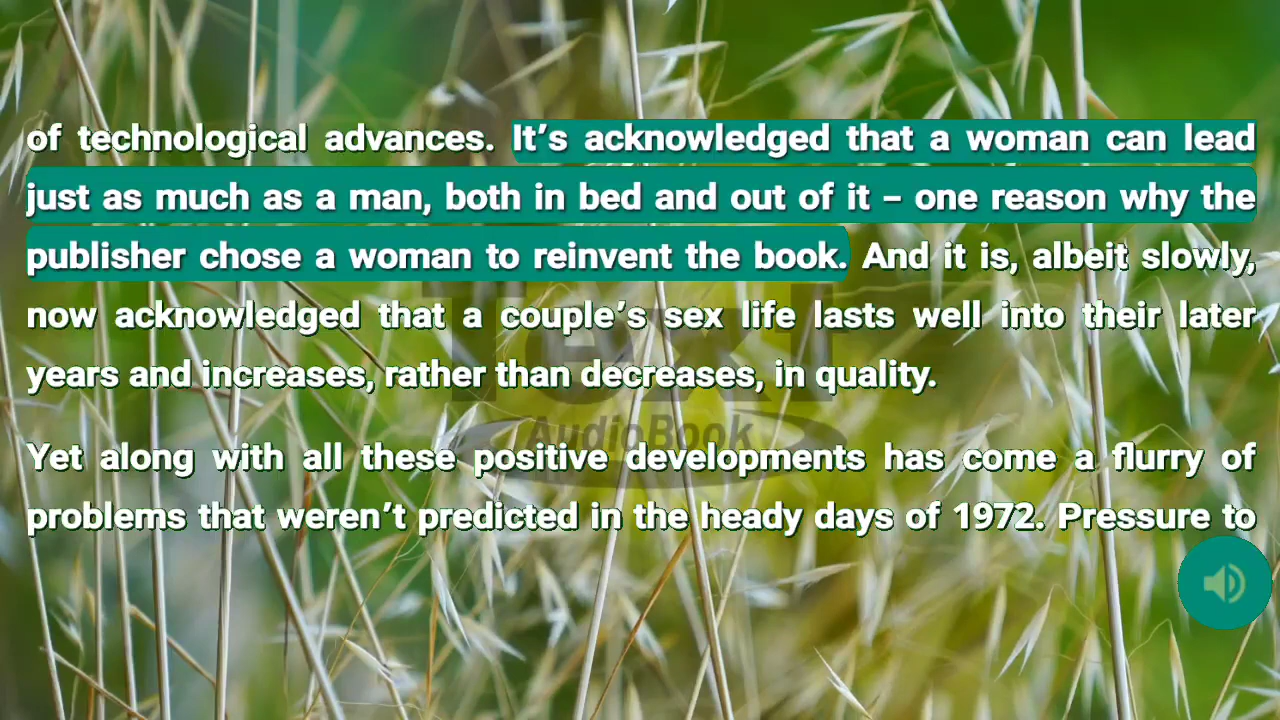 of technological advances. It’s acknowledged that a woman can lead
just as much as a man, both in bed and out of it – one reason why the
publisher chose a woman to reinvent the book. And it is, albeit slowly,
now acknowledged that a couple’s sex life lasts well into their later
years and increases, rather than decreases, in quality.
Text
AudioBook
Yet along with all these positive developments has come a flurry of
problems that weren’t predicted in the heady days of 1972. Pressure to